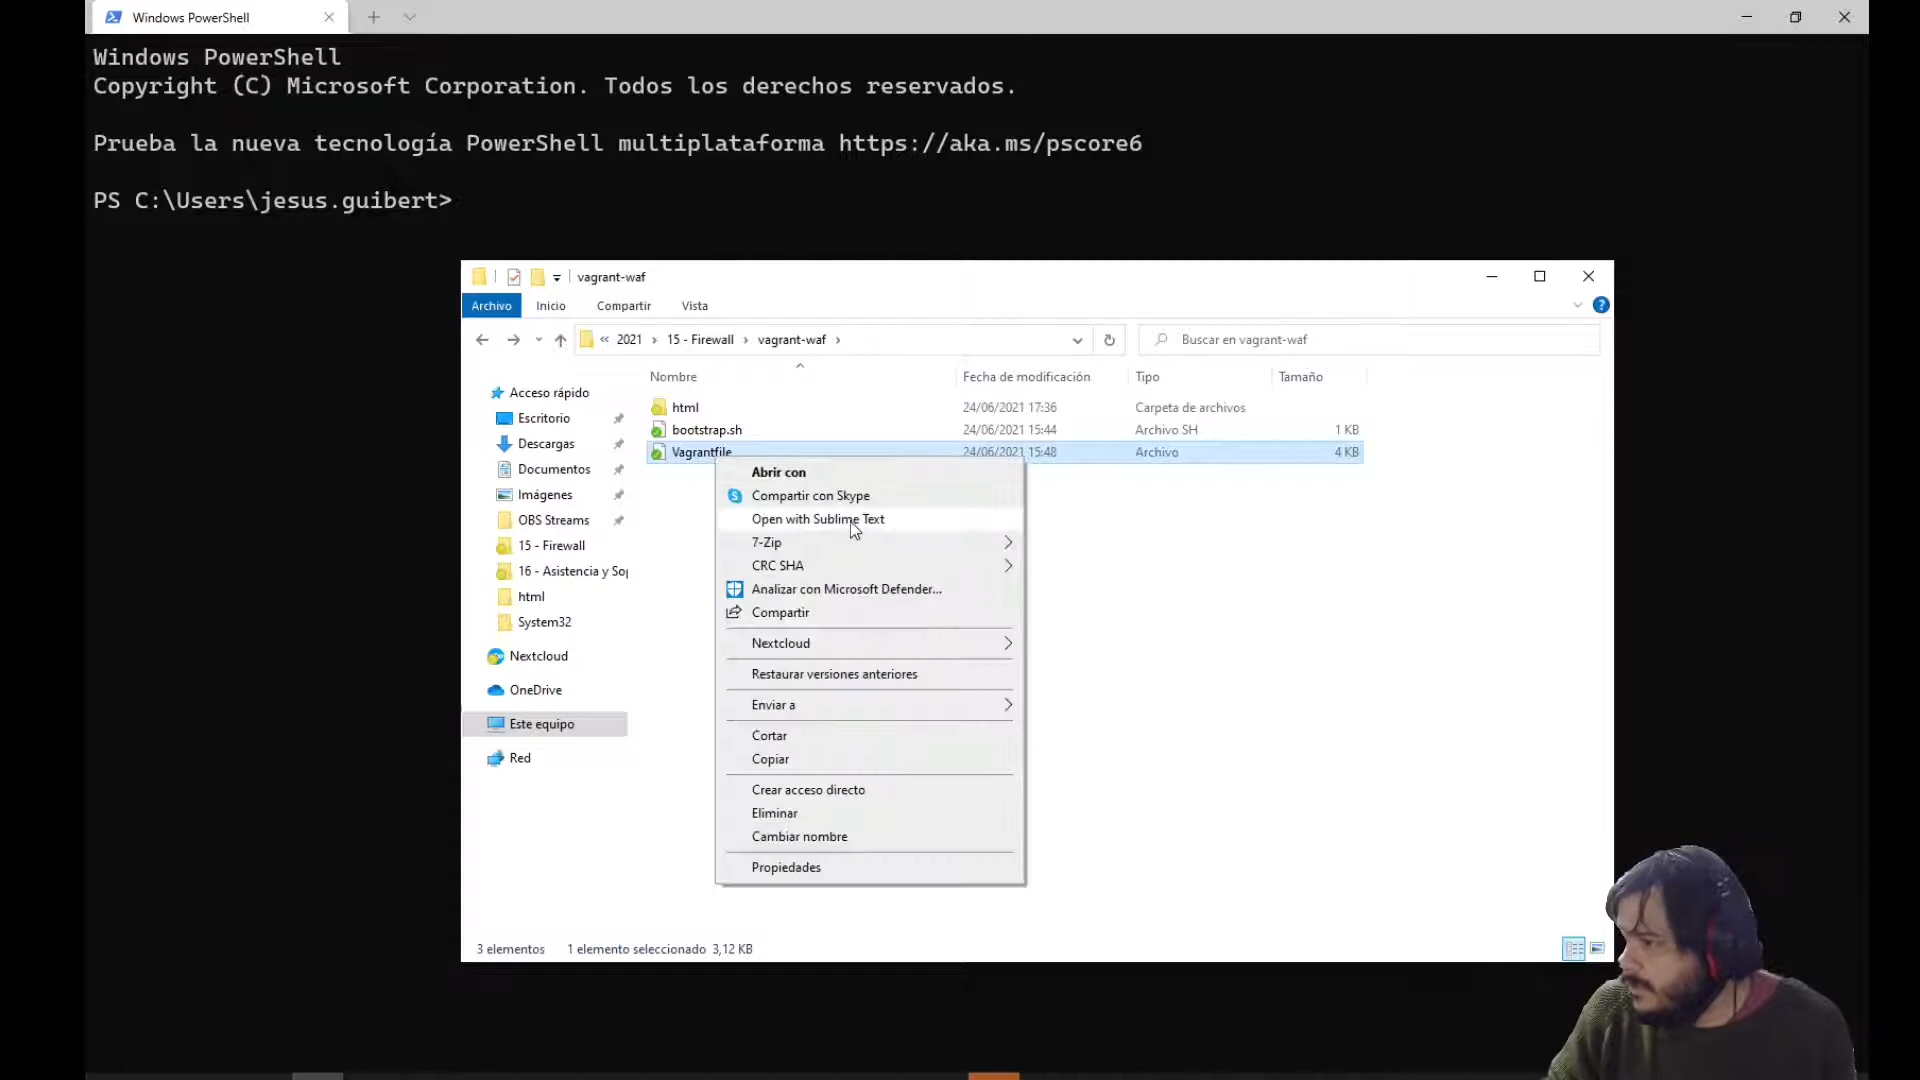 Windows PowerShell
Windows PowerShell
Copyright (C) Microsoft Corporation. Todos los derechos reservados.
Prueba la nueva tecnología PowerShell multiplataforma https://aka.ms/pscore6
PS C:\Users\jesus.guibert>
vagrant-waf
Archivo Inicio Compartir Vista
« 2021 › 15 - Firewall › vagrant-waf ›
Buscar en vagrant-waf
Nombre Fecha de modificación Tipo Tamaño
html 24/06/2021 17:36 Carpeta de archivos
bootstrap.sh 24/06/2021 15:44 Archivo SH 1 KB
Vagrantfile 24/06/2021 15:48 Archivo 4 KB
Acceso rápido
Escritorio
Descargas
Documentos
Imágenes
OBS Streams
15 - Firewall
16 - Asistencia y Sop
html
System32
Nextcloud
OneDrive
Este equipo
Red
Abrir con
Compartir con Skype
Open with Sublime Text
7-Zip
CRC SHA
Analizar con Microsoft Defender...
Compartir
Nextcloud
Restaurar versiones anteriores
Enviar a
Cortar
Copiar
Crear acceso directo
Eliminar
Cambiar nombre
Propiedades
3 elementos 1 elemento seleccionado 3,12 KB